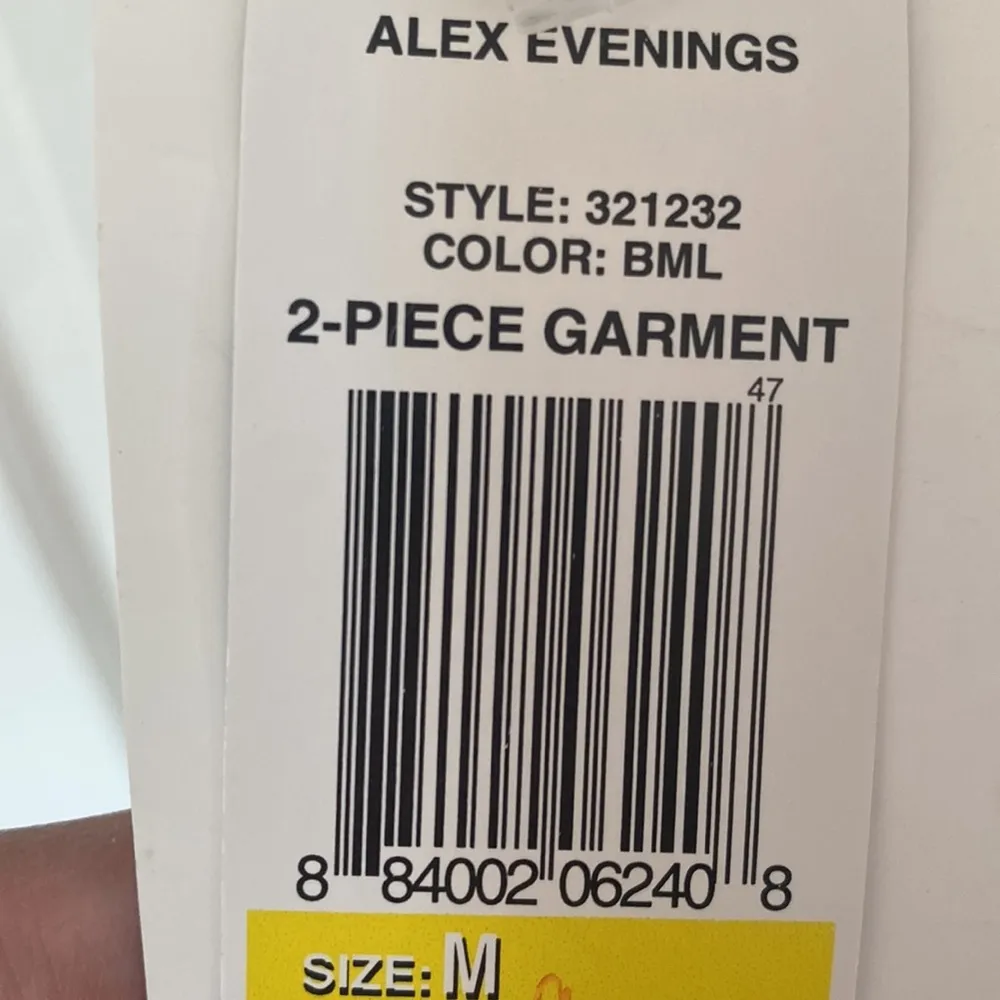 ALEX EVENINGS
STYLE: 321232
COLOR: BML
2-PIECE GARMENT
47
8 84002 06240 8
SIZE: M